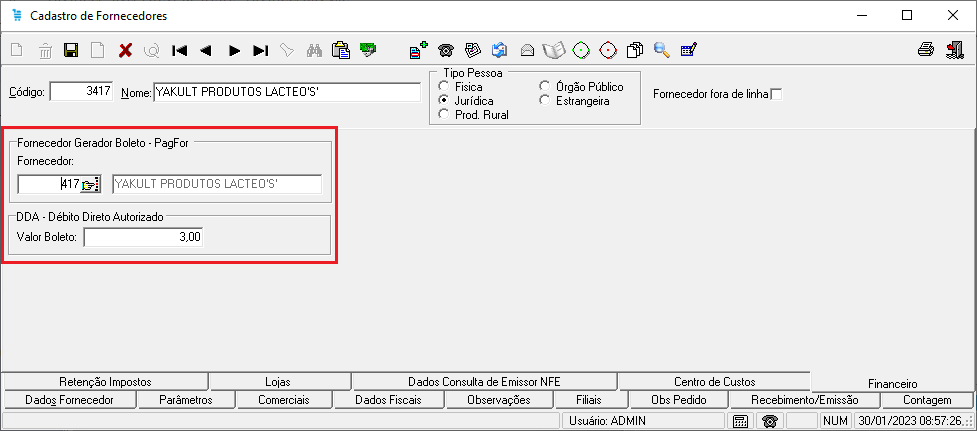 Cadastro de Fornecedores
Código: 3417 Nome: YAKULT PRODUTOS LACTEO'S'
Tipo Pessoa
Física
Jurídica
Prod. Rural
Órgão Público
Estrangeira
Fornecedor fora de linha
Fornecedor Gerador Boleto - PagFor
Fornecedor:
417 YAKULT PRODUTOS LACTEO'S'
DDA - Débito Direto Autorizado
Valor Boleto: 3,00
Retenção Impostos Lojas Dados Consulta de Emissor NFE Centro de Custos Financeiro
Dados Fornecedor Parâmetros Comerciais Dados Fiscais Observações Filiais Obs Pedido Recebimento/Emissão Contagem
Usuário: ADMIN NUM 30/01/2023 08:57:26